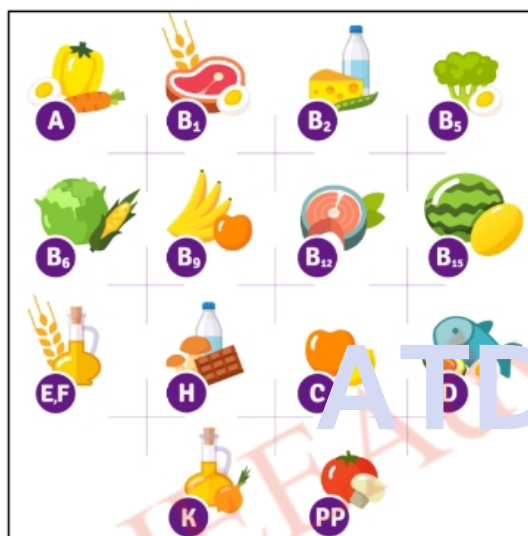 A B₁ B₂ B₅
B₆ B₉ B₁₂ B₁₅
E,F H C D
ATD
K PP